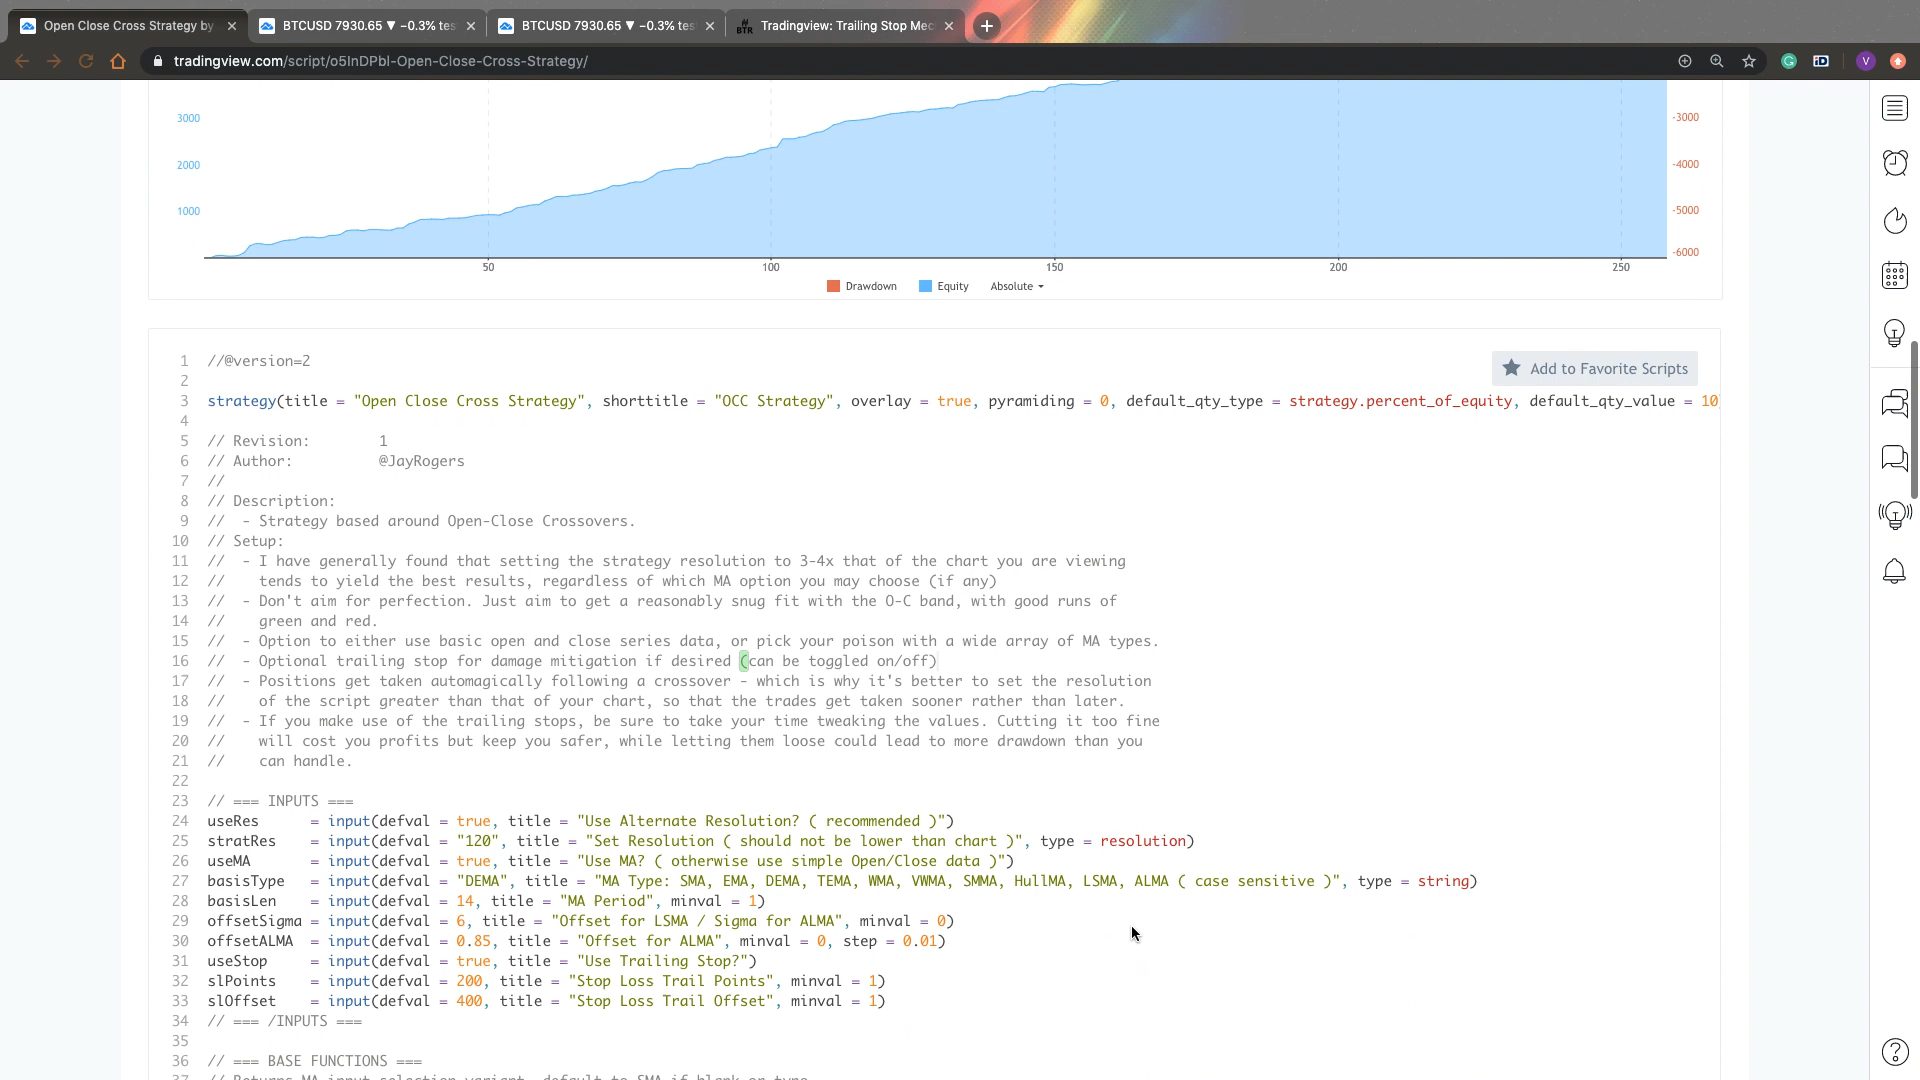 Open Close Cross Strategy by
BTCUSD 7930.65 ▼ −0.3% tes
BTCUSD 7930.65 ▼ −0.3% tes
BTR
Tradingview: Trailing Stop Mec
tradingview.com/script/o5InDPbl-Open-Close-Cross-Strategy/
V
3000
-3000
2000
-4000
1000
-5000
-6000
50
100
150
200
250
Drawdown
Equity
Absolute
Add to Favorite Scripts
1 //@version=2
2
3 strategy(title = "Open Close Cross Strategy", shorttitle = "OCC Strategy", overlay = true, pyramiding = 0, default_qty_type = strategy.percent_of_equity, default_qty_value = 10
4
5 // Revision:        1
6 // Author:          @JayRogers
7 //
8 // Description:
9 //  - Strategy based around Open-Close Crossovers.
10 // Setup:
11 //  - I have generally found that setting the strategy resolution to 3-4x that of the chart you are viewing
12 //    tends to yield the best results, regardless of which MA option you may choose (if any)
13 //  - Don't aim for perfection. Just aim to get a reasonably snug fit with the O-C band, with good runs of
14 //    green and red.
15 //  - Option to either use basic open and close series data, or pick your poison with a wide array of MA types.
16 //  - Optional trailing stop for damage mitigation if desired (can be toggled on/off)
17 //  - Positions get taken automagically following a crossover - which is why it's better to set the resolution
18 //    of the script greater than that of your chart, so that the trades get taken sooner rather than later.
19 //  - If you make use of the trailing stops, be sure to take your time tweaking the values. Cutting it too fine
20 //    will cost you profits but keep you safer, while letting them loose could lead to more drawdown than you
21 //    can handle.
22
23 // === INPUTS ===
24 useRes      = input(defval = true, title = "Use Alternate Resolution? ( recommended )")
25 stratRes    = input(defval = "120", title = "Set Resolution ( should not be lower than chart )", type = resolution)
26 useMA       = input(defval = true, title = "Use MA? ( otherwise use simple Open/Close data )")
27 basisType   = input(defval = "DEMA", title = "MA Type: SMA, EMA, DEMA, TEMA, WMA, VWMA, SMMA, HullMA, LSMA, ALMA ( case sensitive )", type = string)
28 basisLen    = input(defval = 14, title = "MA Period", minval = 1)
29 offsetSigma = input(defval = 6, title = "Offset for LSMA / Sigma for ALMA", minval = 0)
30 offsetALMA  = input(defval = 0.85, title = "Offset for ALMA", minval = 0, step = 0.01)
31 useStop     = input(defval = true, title = "Use Trailing Stop?")
32 slPoints    = input(defval = 200, title = "Stop Loss Trail Points", minval = 1)
33 slOffset    = input(defval = 400, title = "Stop Loss Trail Offset", minval = 1)
34 // === /INPUTS ===
35
36 // === BASE FUNCTIONS ===
37 // Returns MA input selection variant, default to SMA if blank or typo.